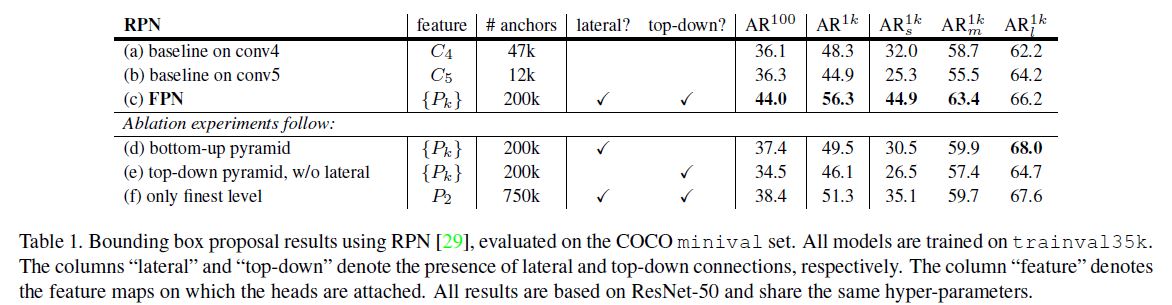 RPN feature # anchors lateral? top-down? AR^100 AR^1k AR_s^1k AR_m^1k AR_l^1k
(a) baseline on conv4 C_4 47k 36.1 48.3 32.0 58.7 62.2
(b) baseline on conv5 C_5 12k 36.3 44.9 25.3 55.5 64.2
(c) FPN {P_k} 200k ✓ ✓ 44.0 56.3 44.9 63.4 66.2
Ablation experiments follow:
(d) bottom-up pyramid {P_k} 200k ✓ 37.4 49.5 30.5 59.9 68.0
(e) top-down pyramid, w/o lateral {P_k} 200k ✓ 34.5 46.1 26.5 57.4 64.7
(f) only finest level P_2 750k ✓ ✓ 38.4 51.3 35.1 59.7 67.6
Table 1. Bounding box proposal results using RPN [29], evaluated on the COCO minival set. All models are trained on trainval35k.
The columns “lateral” and “top-down” denote the presence of lateral and top-down connections, respectively. The column “feature” denotes
the feature maps on which the heads are attached. All results are based on ResNet-50 and share the same hyper-parameters.